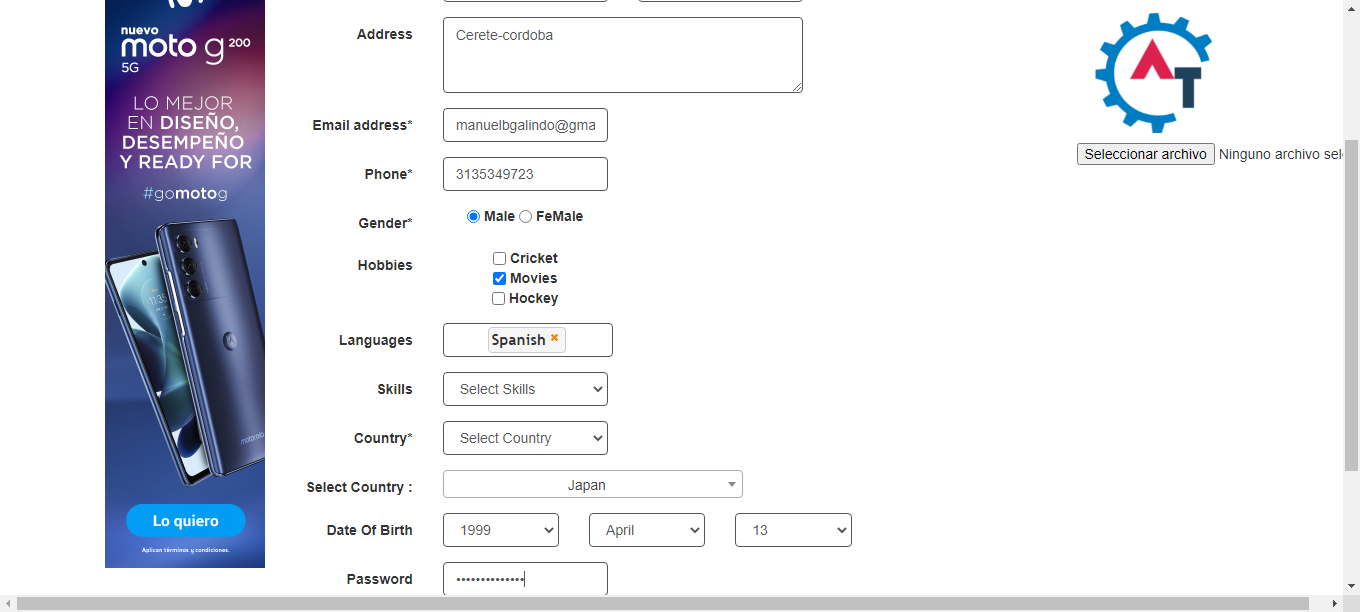 nuevo
moto g 200
5G
LO MEJOR
EN DISEÑO,
DESEMPEÑO
Y READY FOR
#gomotog
11:35
motorola
Lo quiero
Aplican términos y condiciones.
Address
Cerete-cordoba
Email address*
manuelbgalindo@gma
Phone*
3135349723
Gender*
Male FeMale
Hobbies
Cricket
Movies
Hockey
Languages
Spanish
Skills
Select Skills
Country*
Select Country
Select Country :
Japan
Date Of Birth
1999 April 13
Password
••••••••••••••
AT
Seleccionar archivo Ninguno archivo sel